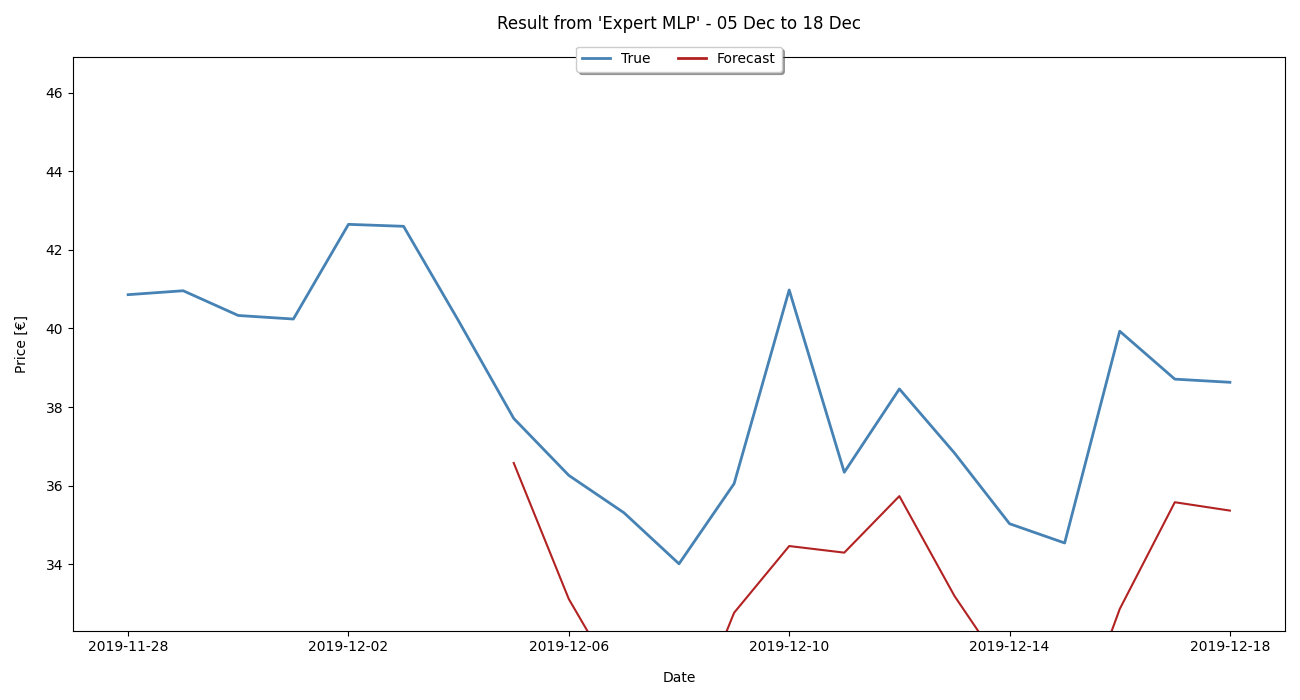 Result from 'Expert MLP' - 05 Dec to 18 Dec
True Forecast
46
44
42
40
38
36
34
Price [€]
2019-11-28 2019-12-02 2019-12-06 2019-12-10 2019-12-14 2019-12-18
Date